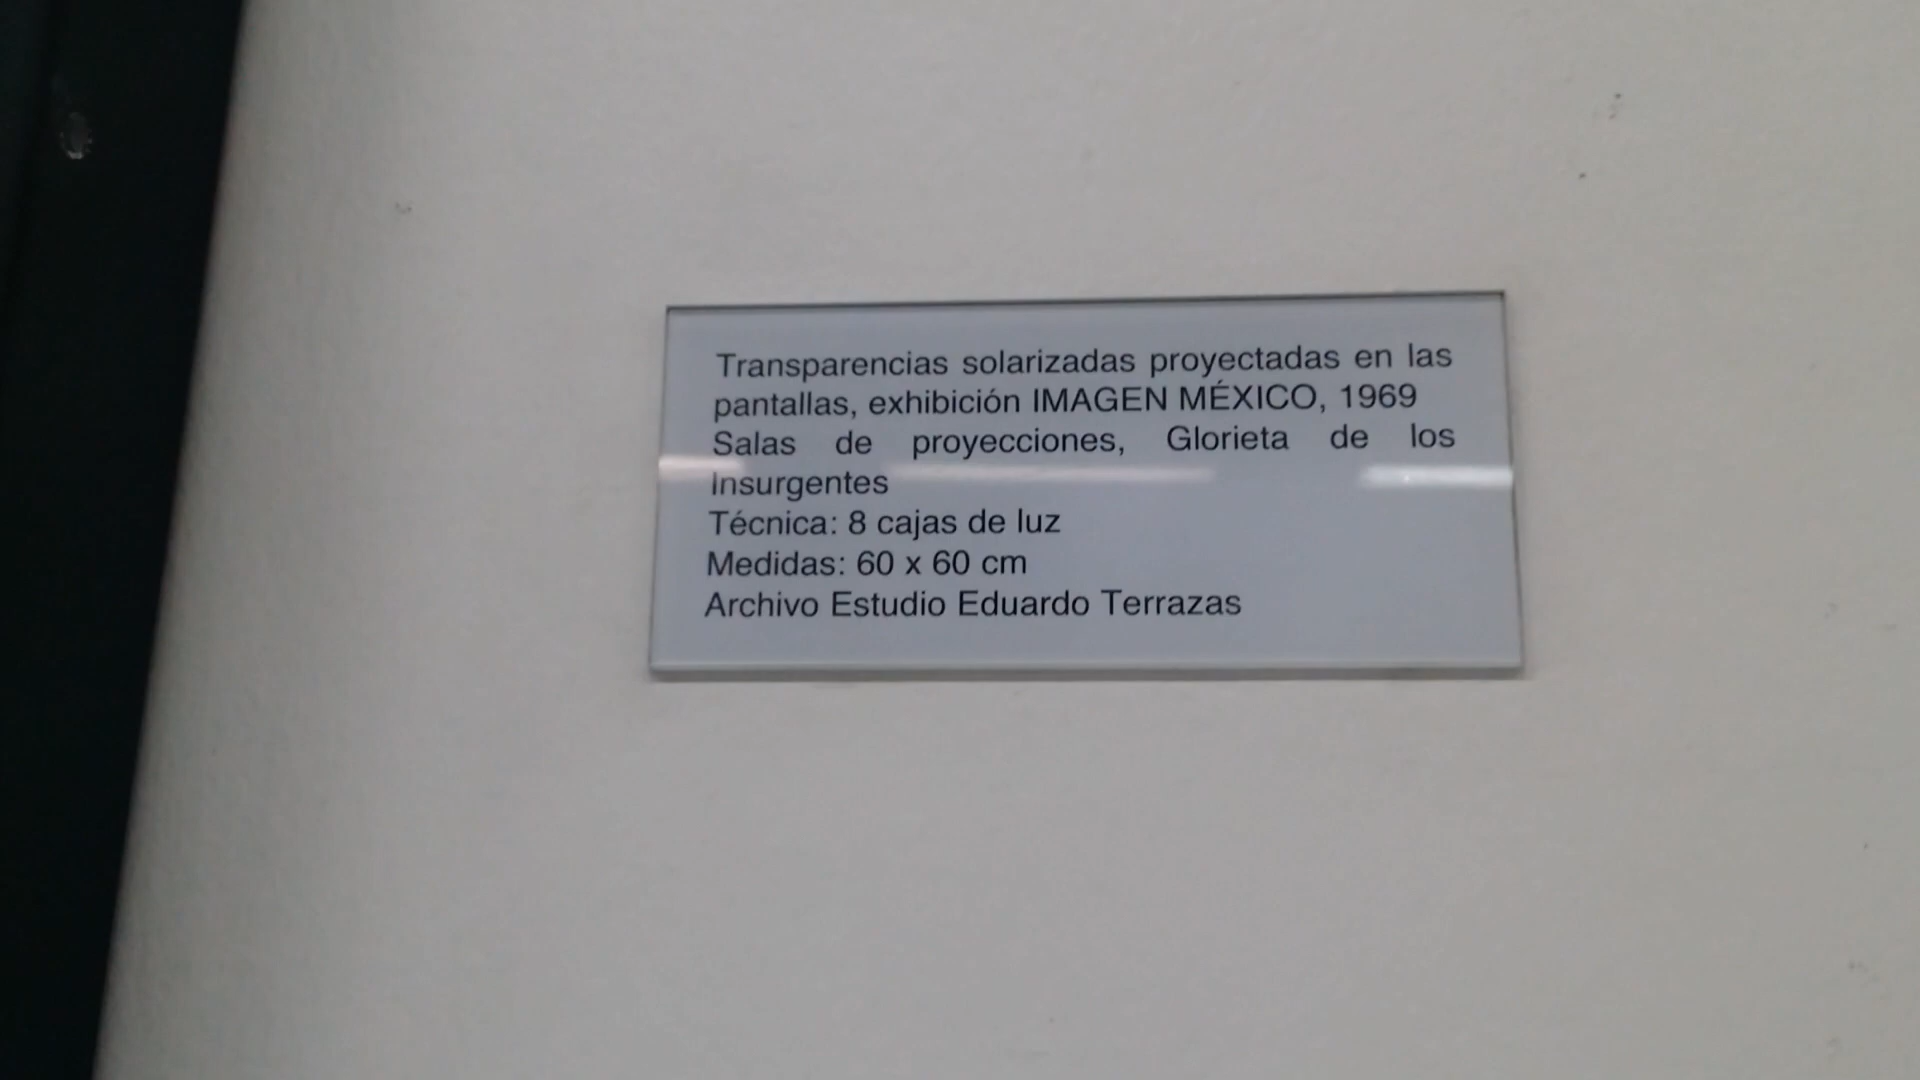 Transparencias solarizadas proyectadas en las
pantallas, exhibición IMAGEN MÉXICO, 1969
Salas de proyecciones, Glorieta de los
Insurgentes
Técnica: 8 cajas de luz
Medidas: 60 x 60 cm
Archivo Estudio Eduardo Terrazas